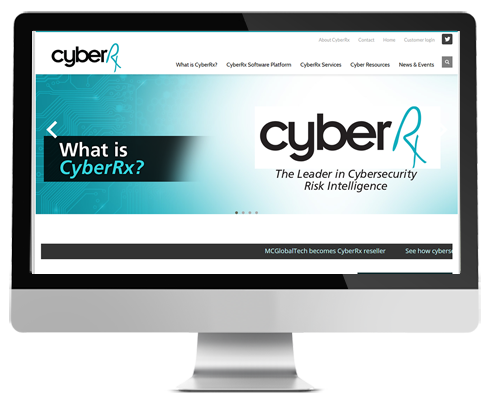 About CyberRx Contact Home Customer login
cyberRx
What is CyberRx? CyberRx Software Platform CyberRx Services Cyber Resources News & Events
What is
CyberRx?
cyberRx
The Leader in Cybersecurity
Risk Intelligence
MCGlobalTech becomes CyberRx reseller See how cyberse